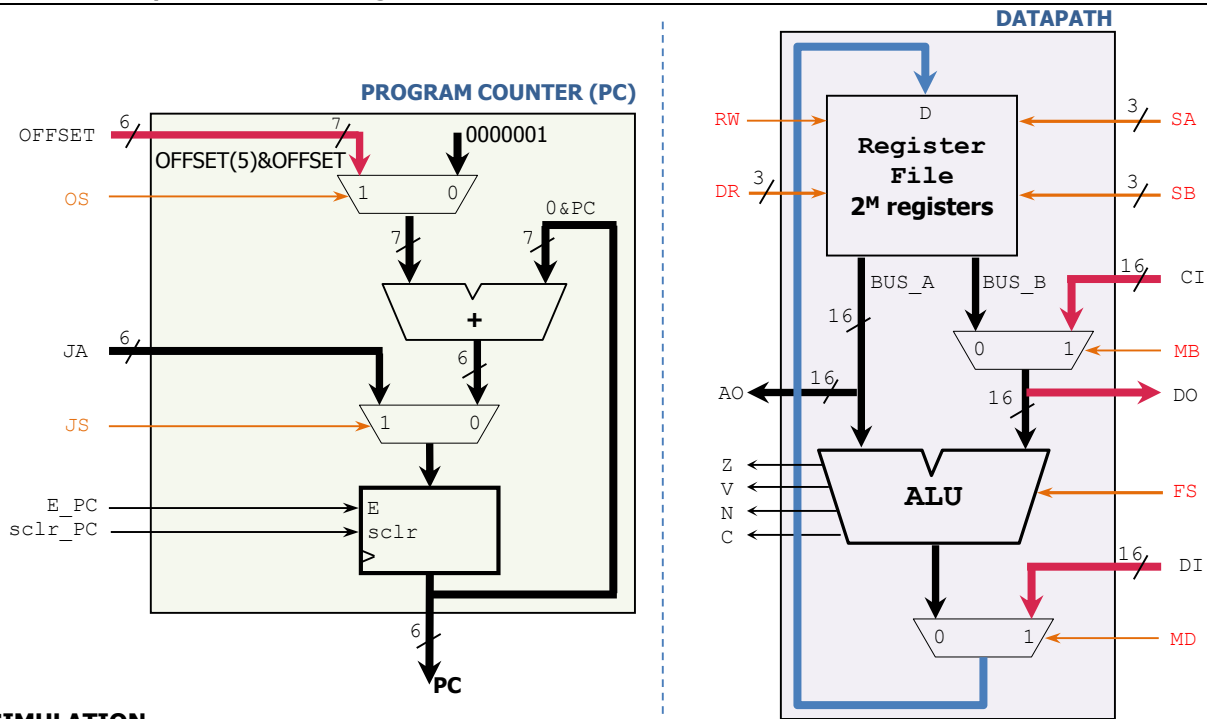 DATAPATH
PROGRAM COUNTER (PC)
OFFSET
6
7
0000001
OFFSET(5)&OFFSET
OS
1
0
0&PC
7
7
+
JA
6
6
JS
1
0
E_PC
E
sclr_PC
sclr
6
PC
RW
D
3
SA
Register
File
2ᴹ registers
DR
3
3
SB
BUS_A
BUS_B
16
CI
16
0
1
MB
AO
16
16
DO
Z
V
N
C
ALU
FS
16
DI
0
1
MD